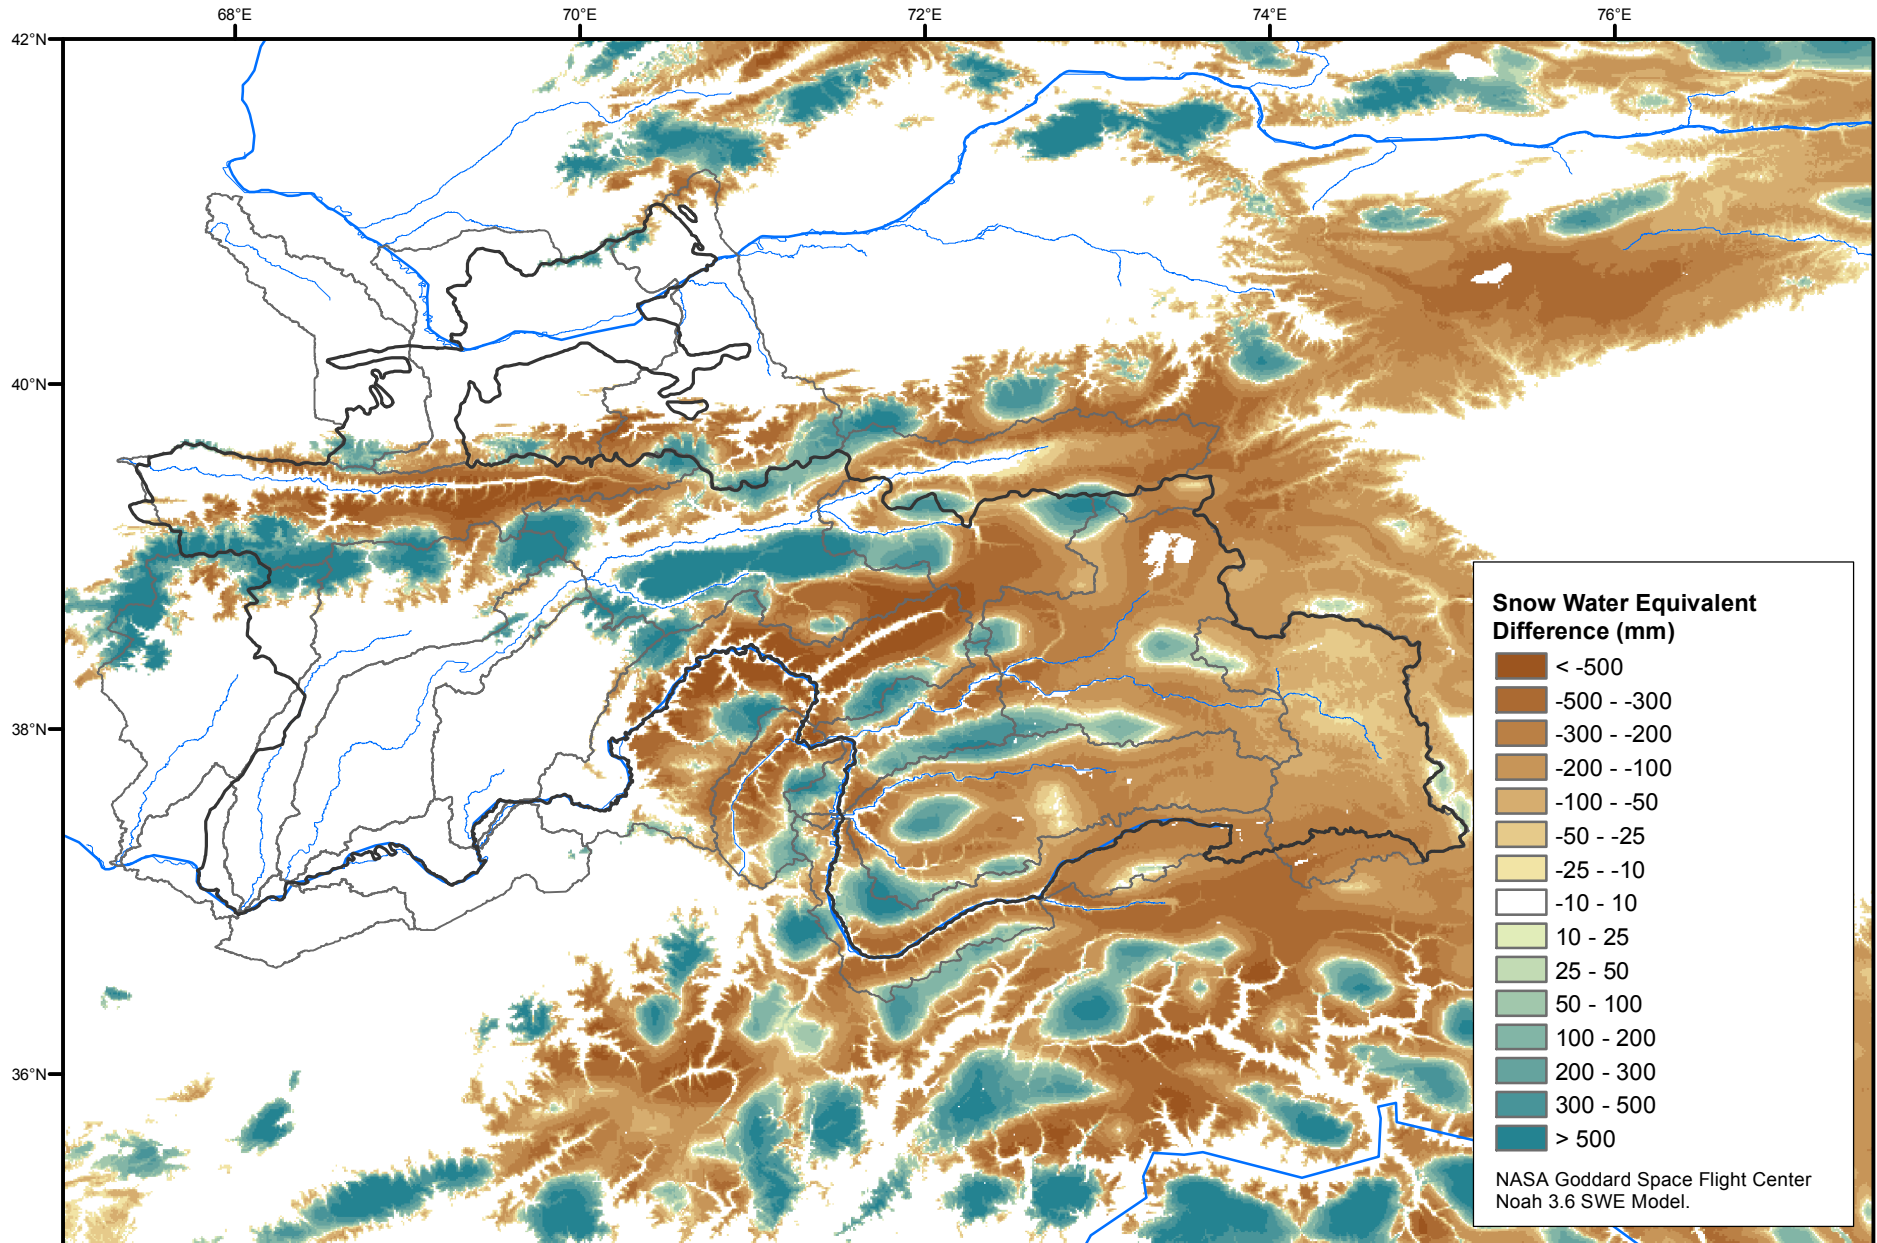 68°E 70°E 72°E 74°E 76°E
42°N
40°N
38°N
36°N
Snow Water Equivalent
Difference (mm)
< -500
-500 - -300
-300 - -200
-200 - -100
-100 - -50
-50 - -25
-25 - -10
-10 - 10
10 - 25
25 - 50
50 - 100
100 - 200
200 - 300
300 - 500
> 500
NASA Goddard Space Flight Center
Noah 3.6 SWE Model.